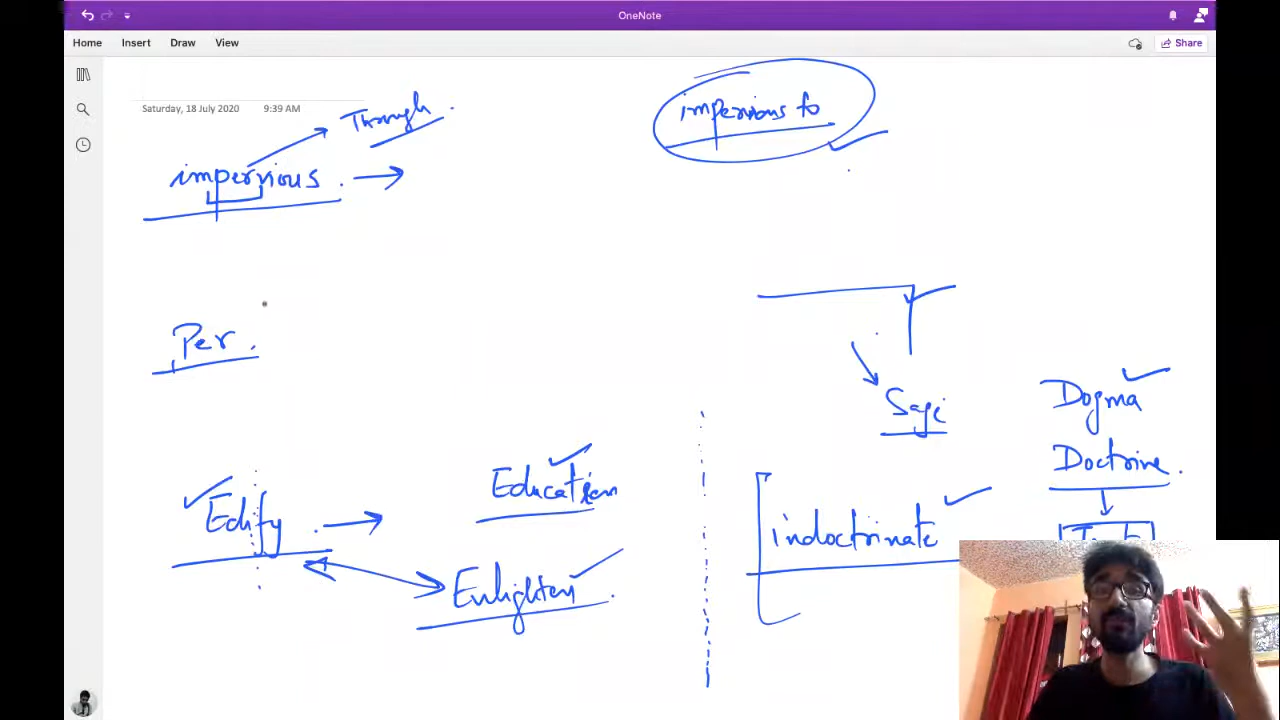 OneNote
Home Insert Draw View Share
Saturday, 18 July 2020 9:39 AM
Through.
impervious to
impervious.
Per.
Dogma
Doctrine.
Education
Edify.
indoctrinate
Enlighten.